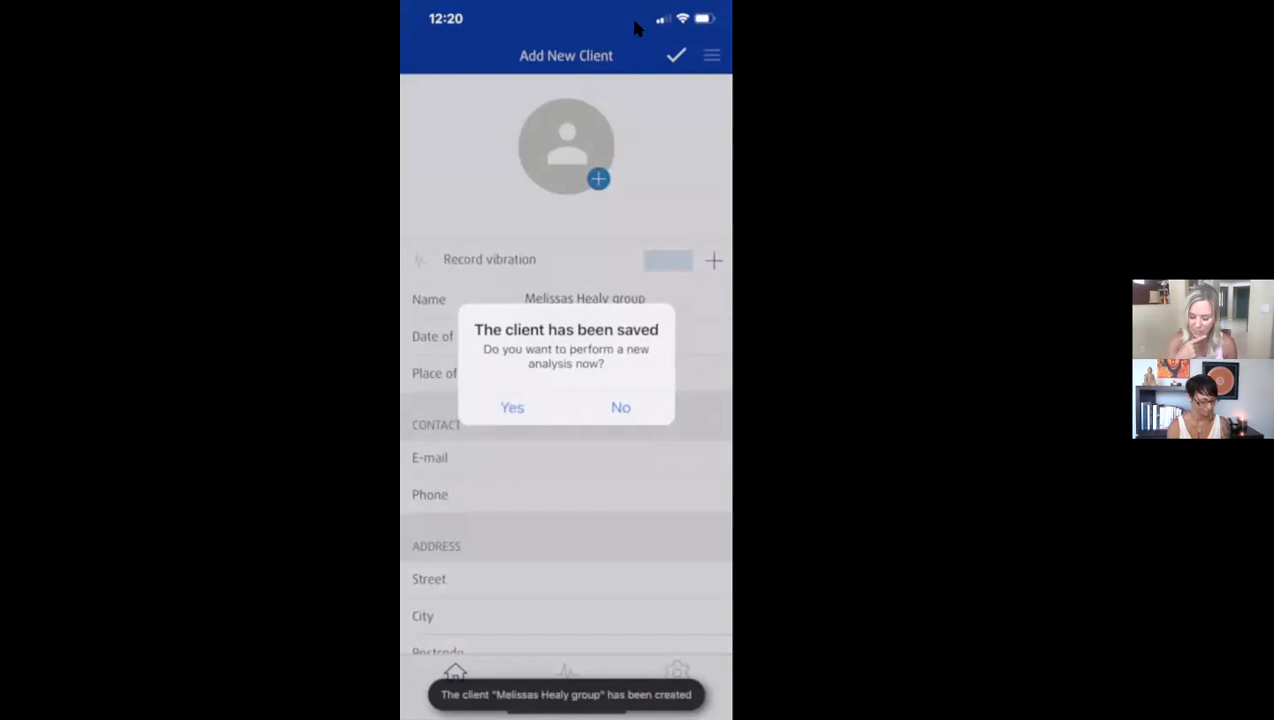 12:20
Add New Client
Record vibration
Name Melissas Healy group
The client has been saved
Date of
Do you want to perform a new
analysis now?
Place of
Yes No
CONTACT
E-mail
Phone
ADDRESS
Street
City
Postcode
The client "Melissas Healy group" has been created